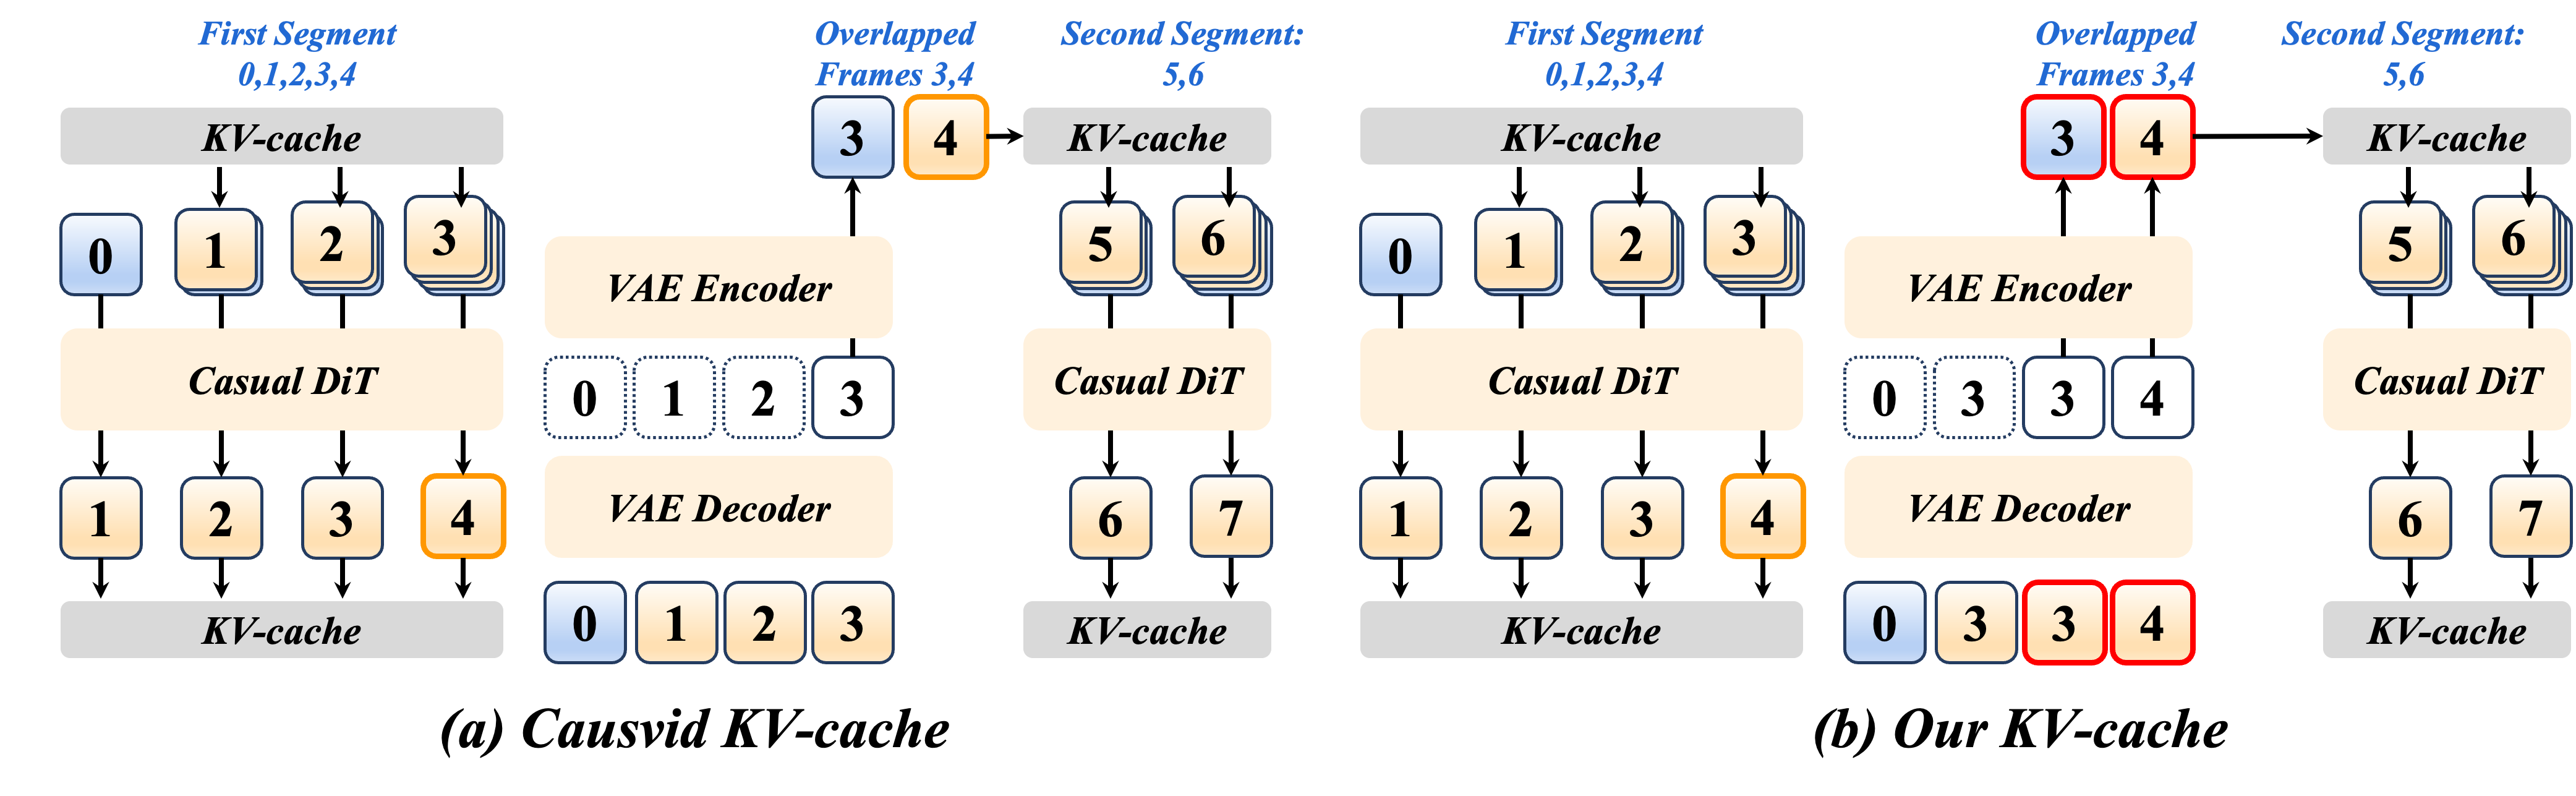 First Segment
0,1,2,3,4
KV-cache
0 1 2 3
Casual DiT
1 2 3 4
KV-cache
Overlapped
Frames 3,4
3 4
VAE Encoder
0 1 2 3
VAE Decoder
0 1 2 3
Second Segment:
5,6
KV-cache
5 6
Casual DiT
6 7
KV-cache
(a) Causvid KV-cache
First Segment
0,1,2,3,4
KV-cache
0 1 2 3
Casual DiT
1 2 3 4
KV-cache
Overlapped
Frames 3,4
3 4
VAE Encoder
0 3 3 4
VAE Decoder
0 3 3 4
Second Segment:
5,6
KV-cache
5 6
Casual DiT
6 7
KV-cache
(b) Our KV-cache